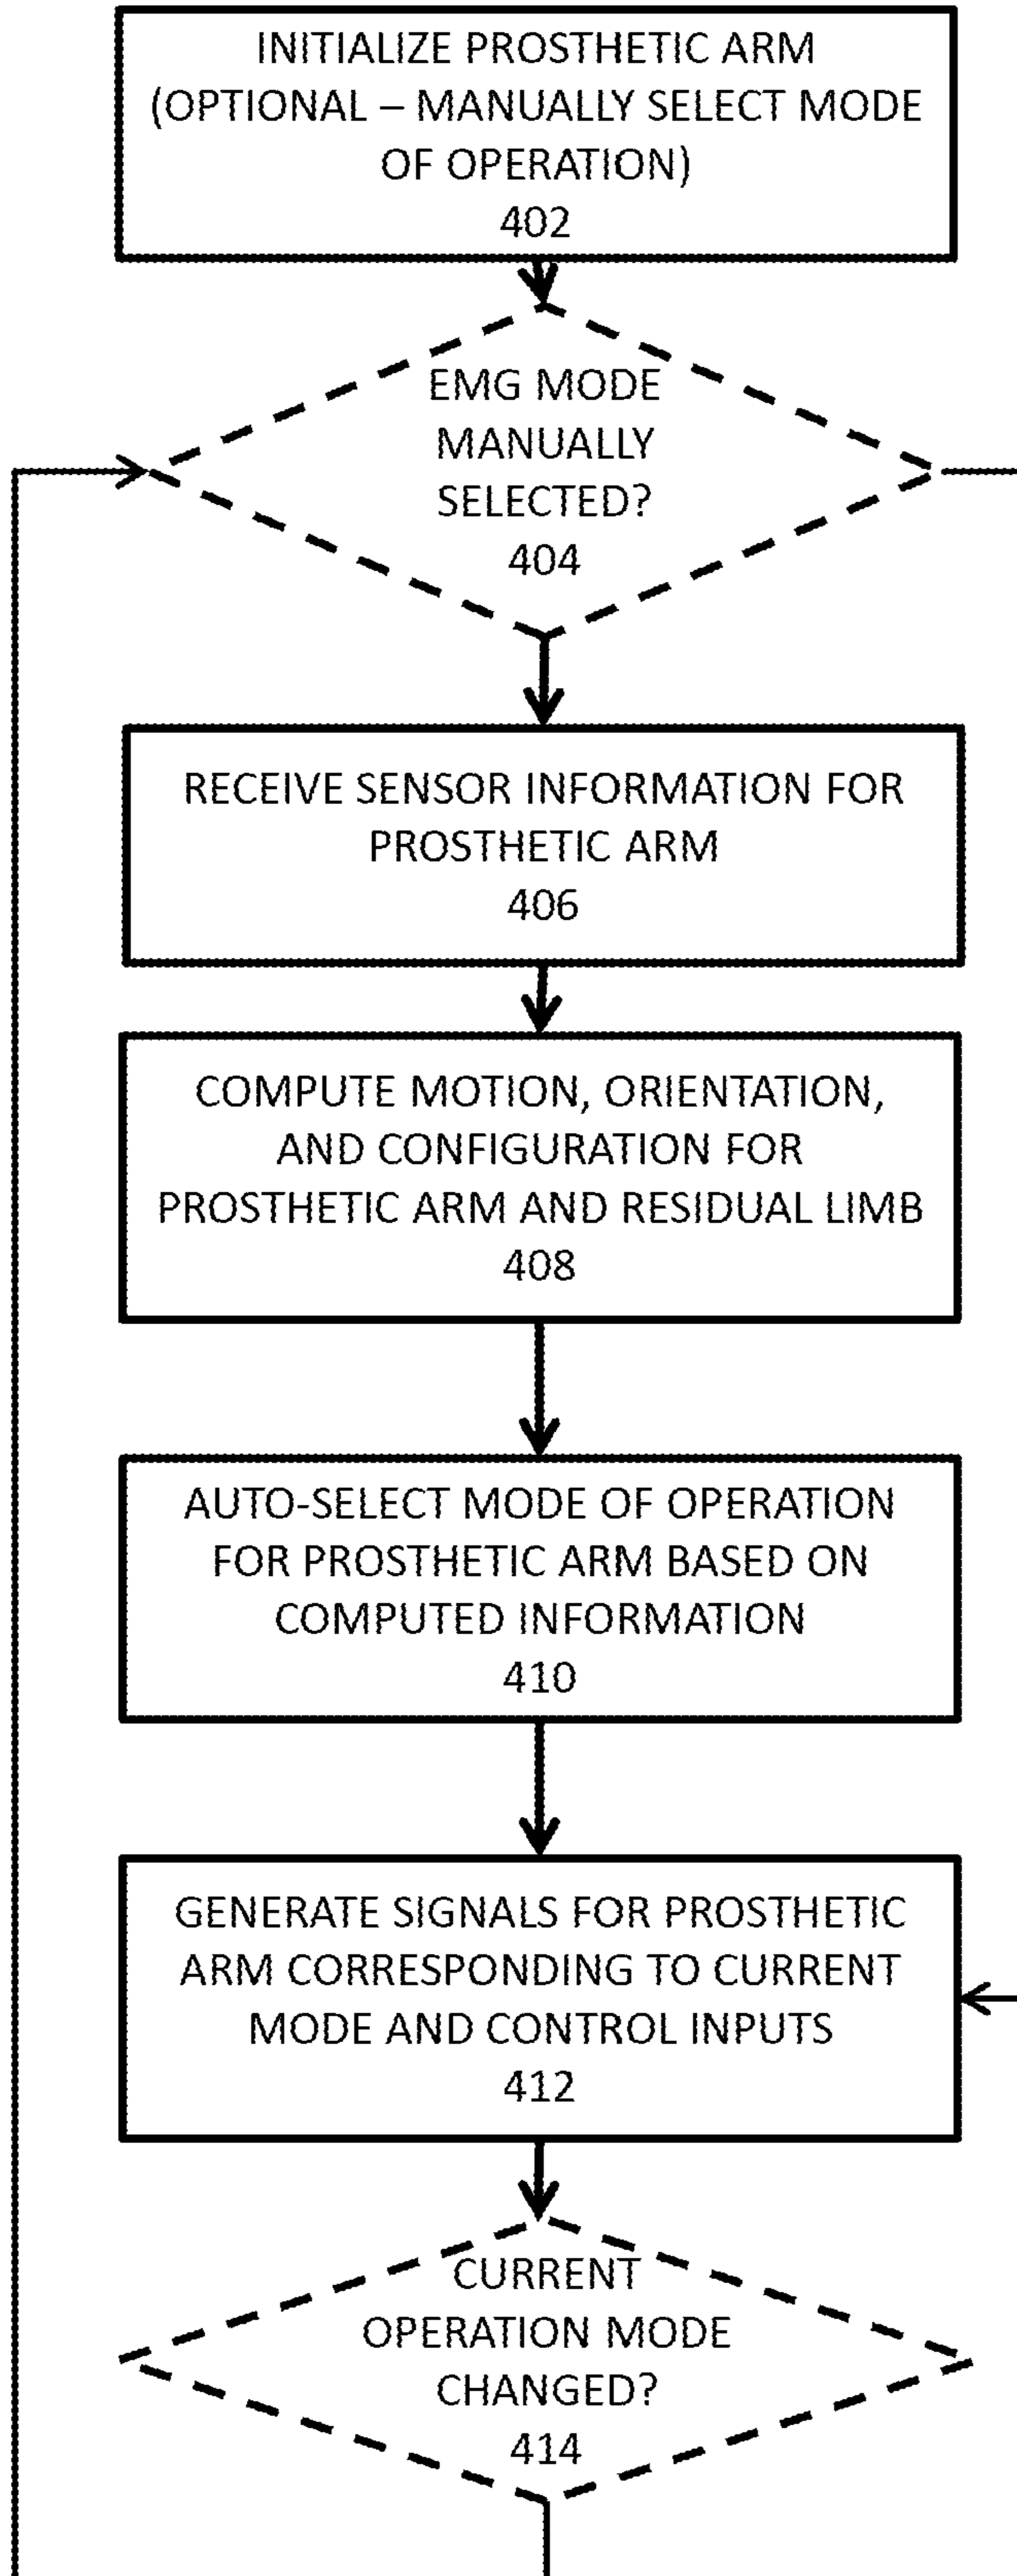 INITIALIZE PROSTHETIC ARM
(OPTIONAL – MANUALLY SELECT MODE
OF OPERATION)
402
EMG MODE
MANUALLY
SELECTED?
404
RECEIVE SENSOR INFORMATION FOR
PROSTHETIC ARM
406
COMPUTE MOTION, ORIENTATION,
AND CONFIGURATION FOR
PROSTHETIC ARM AND RESIDUAL LIMB
408
AUTO-SELECT MODE OF OPERATION
FOR PROSTHETIC ARM BASED ON
COMPUTED INFORMATION
410
GENERATE SIGNALS FOR PROSTHETIC
ARM CORRESPONDING TO CURRENT
MODE AND CONTROL INPUTS
412
CURRENT
OPERATION MODE
CHANGED?
414